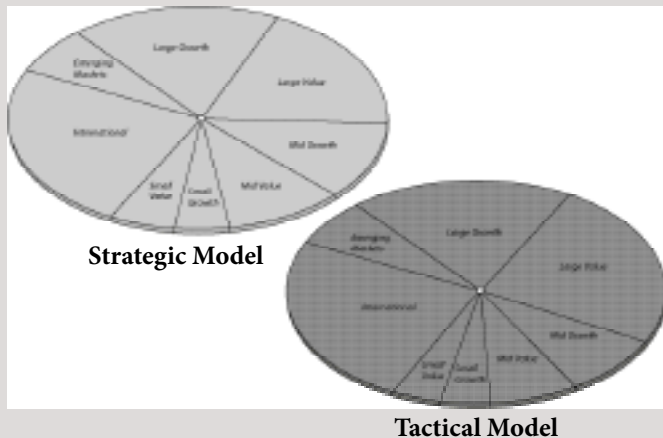 Large Growth
Emerging
Markets
Large Value
International
Mid Growth
Small
Value
Small
Growth
Mid Value
Strategic Model
Large Growth
Emerging
Markets
Large Value
International
Mid Growth
Small
Value
Small
Growth
Mid Value
Tactical Model